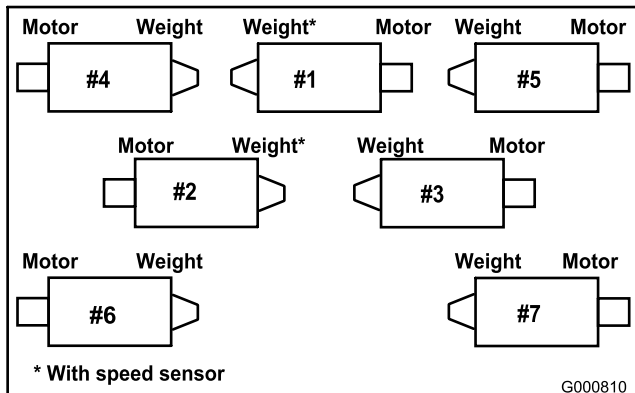 Motor Weight Weight* Motor Weight Motor
#4 #1 #5
Motor Weight* Weight Motor
#2 #3
Motor Weight Weight Motor
#6 #7
* With speed sensor
G000810